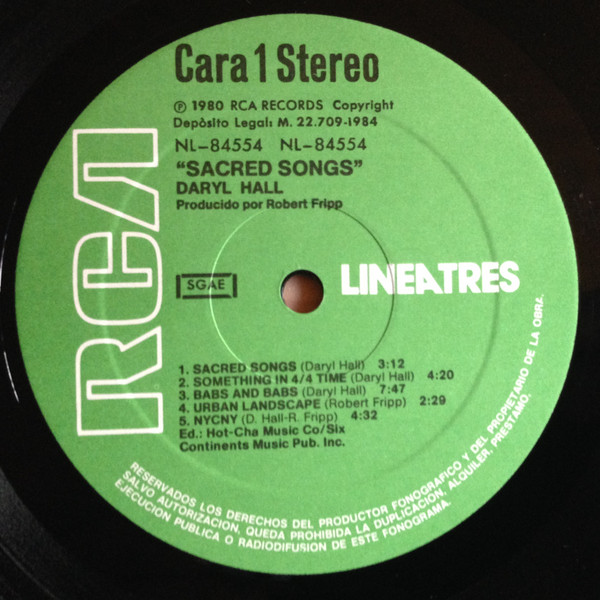 Cara 1 Stereo
Ⓟ 1980 RCA RECORDS Copyright
Depòsito Legal: M. 22.709-1984
NL-84554 NL-84554
“SACRED SONGS”
DARYL HALL
Producido por Robert Fripp
RCA
SGAE
LINEATRES
1. SACRED SONGS (Daryl Hall) 3:12
2. SOMETHING IN 4/4 TIME (Daryl Hall) 4:20
3. BABS AND BABS (Daryl Hall) 7:47
4. URBAN LANDSCAPE (Robert Fripp) 2:29
5. NYCNY (D. Hall-R. Fripp) 4:32
Ed.: Hot-Cha Music Co/Six
Continents Music Pub. Inc.
RESERVADOS LOS DERECHOS DEL PRODUCTOR FONOGRAFICO Y DEL PROPIETARIO DE LA OBRA.
SALVO AUTORIZACION, QUEDA PROHIBIDA LA DUPLICACION, ALQUILER, PRESTAMO,
EJECUCION PUBLICA O RADIODIFUSION DE ESTE FONOGRAMA.